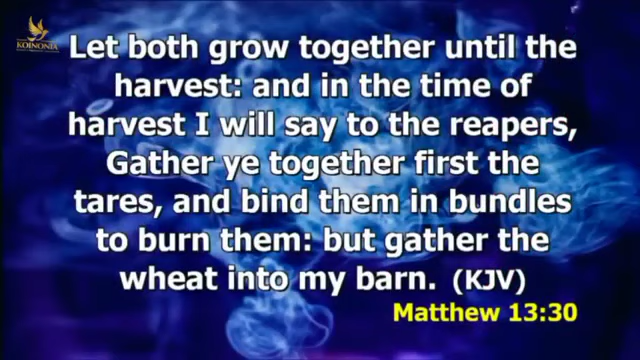 KOINONIA
Let both grow together until the
harvest: and in the time of
harvest I will say to the reapers,
Gather ye together first the
tares, and bind them in bundles
to burn them: but gather the
wheat into my barn. (KJV)
Matthew 13:30